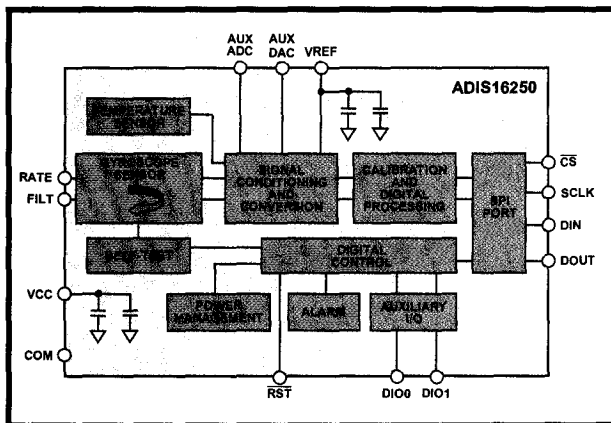 AUX AUX
ADC DAC VREF
ADIS16250
TEMPERATURE
SENSOR
RATE
FILT
GYROSCOPE
SENSOR
SIGNAL
CONDITIONING
AND
CONVERSION
CALIBRATION
AND
DIGITAL
PROCESSING
SPI
PORT
CS
SCLK
DIN
DOUT
SELF-TEST
DIGITAL
CONTROL
VCC
POWER
MANAGEMENT
ALARM
AUXILIARY
I/O
COM
RST
DIO0 DIO1